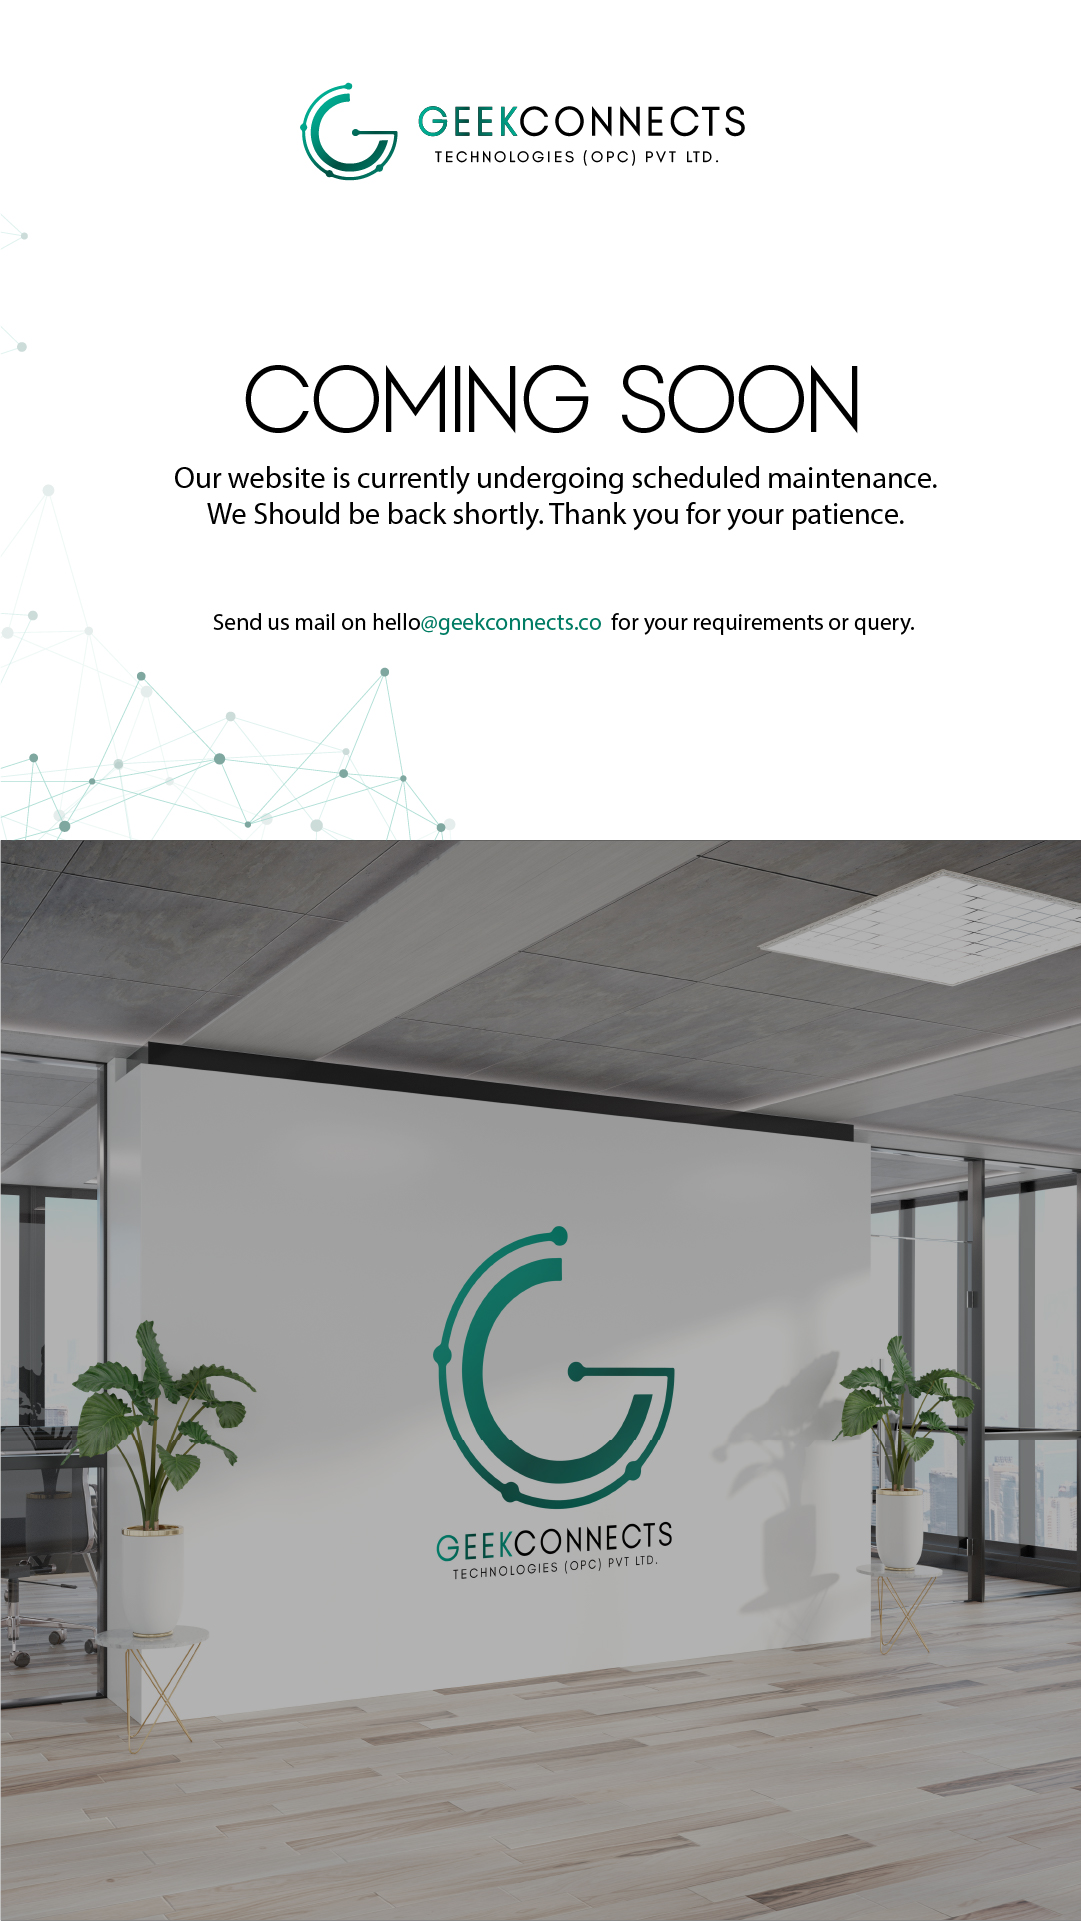 GEEKCONNECTS
TECHNOLOGIES (OPC) PVT LTD.
COMING SOON
Our website is currently undergoing scheduled maintenance.
We Should be back shortly. Thank you for your patience.
Send us mail on hello@geekconnects.co for your requirements or query.
GEEKCONNECTS
TECHNOLOGIES (OPC) PVT LTD.